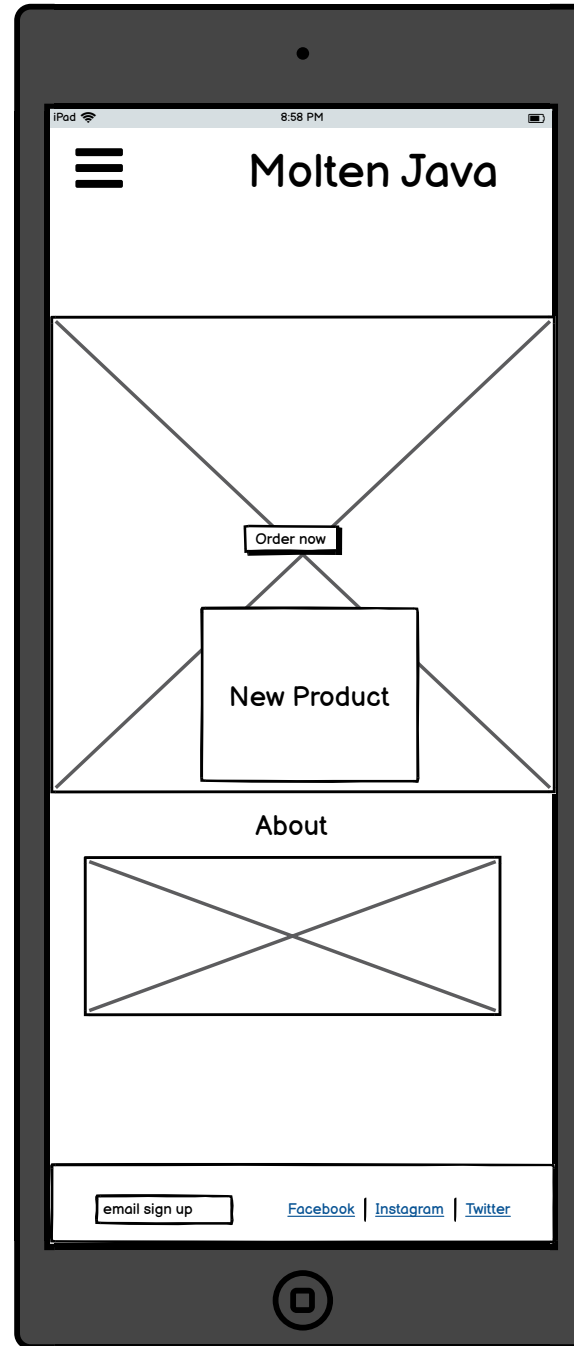 iPad 8:58 PM
Molten Java
Order now
New Product
About
email sign up Facebook Instagram Twitter